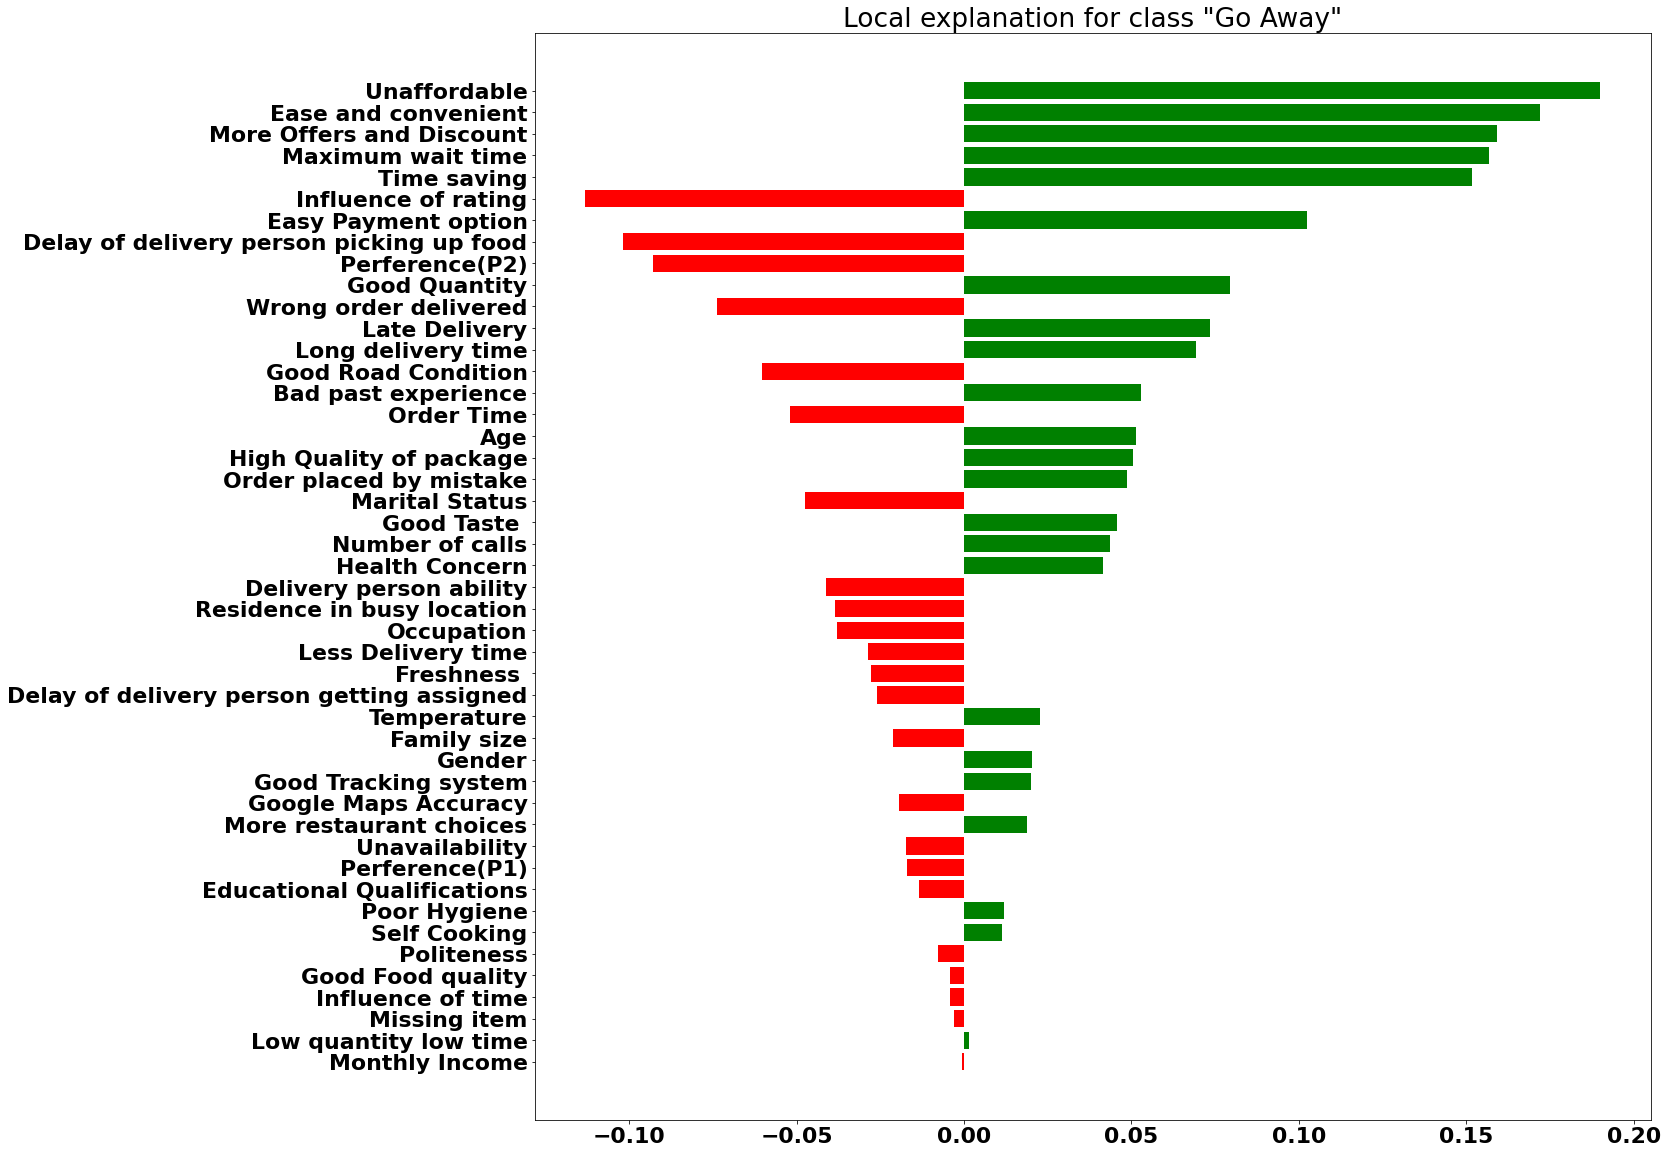 Local explanation for class "Go Away"
Unaffordable
Ease and convenient
More Offers and Discount
Maximum wait time
Time saving
Influence of rating
Easy Payment option
Delay of delivery person picking up food
Perference(P2)
Good Quantity
Wrong order delivered
Late Delivery
Long delivery time
Good Road Condition
Bad past experience
Order Time
Age
High Quality of package
Order placed by mistake
Marital Status
Good Taste
Number of calls
Health Concern
Delivery person ability
Residence in busy location
Occupation
Less Delivery time
Freshness
Delay of delivery person getting assigned
Temperature
Family size
Gender
Good Tracking system
Google Maps Accuracy
More restaurant choices
Unavailability
Perference(P1)
Educational Qualifications
Poor Hygiene
Self Cooking
Politeness
Good Food quality
Influence of time
Missing item
Low quantity low time
Monthly Income
−0.10 −0.05 0.00 0.05 0.10 0.15 0.20